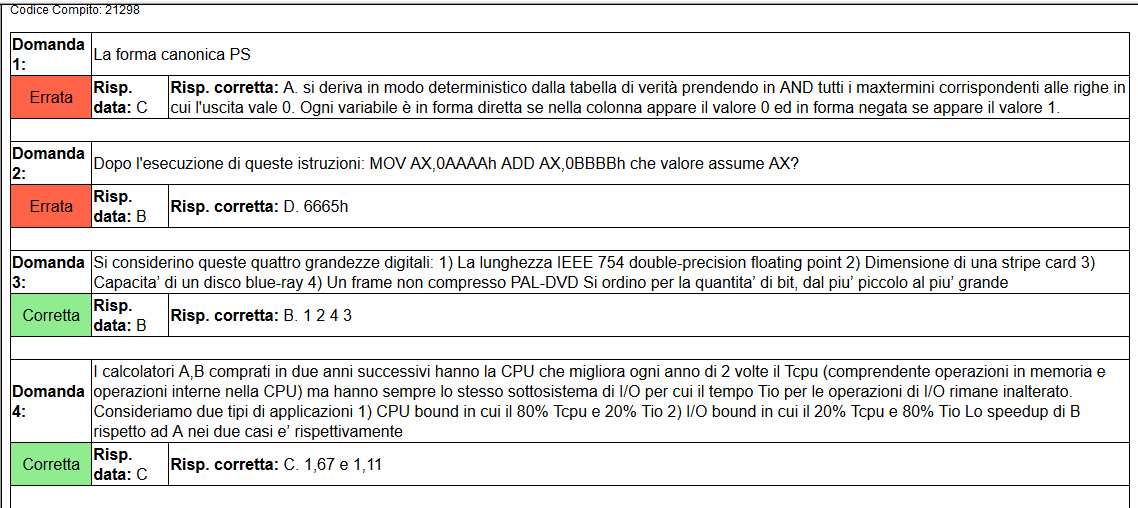 Codice Compito: 21298
Domanda 1:
La forma canonica PS
Errata
Risp. data: C
Risp. corretta: A. si deriva in modo deterministico dalla tabella di verità prendendo in AND tutti i maxtermini corrispondenti alle righe in
cui l'uscita vale 0. Ogni variabile è in forma diretta se nella colonna appare il valore 0 ed in forma negata se appare il valore 1.
Domanda 2:
Dopo l'esecuzione di queste istruzioni: MOV AX,0AAAAh ADD AX,0BBBBh che valore assume AX?
Errata
Risp. data: B
Risp. corretta: D. 6665h
Domanda 3:
Si considerino queste quattro grandezze digitali: 1) La lunghezza IEEE 754 double-precision floating point 2) Dimensione di una stripe card 3)
Capacita’ di un disco blue-ray 4) Un frame non compresso PAL-DVD Si ordino per la quantita’ di bit, dal piu’ piccolo al piu’ grande
Corretta
Risp. data: B
Risp. corretta: B. 1 2 4 3
Domanda 4:
I calcolatori A,B comprati in due anni successivi hanno la CPU che migliora ogni anno di 2 volte il Tcpu (comprendente operazioni in memoria e
operazioni interne nella CPU) ma hanno sempre lo stesso sottosistema di I/O per cui il tempo Tio per le operazioni di I/O rimane inalterato.
Consideriamo due tipi di applicazioni 1) CPU bound in cui il 80% Tcpu e 20% Tio 2) I/O bound in cui il 20% Tcpu e 80% Tio Lo speedup di B
rispetto ad A nei due casi e’ rispettivamente
Corretta
Risp. data: C
Risp. corretta: C. 1,67 e 1,11